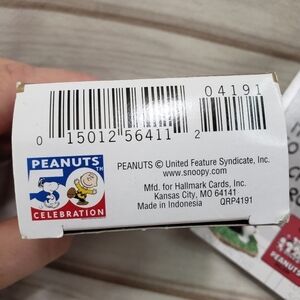 04191
0 15012 56411 2
PEANUTS
50
CELEBRATION
PEANUTS © United Feature Syndicate, Inc.
www.snoopy.com
Mfd. for Hallmark Cards, Inc.
Kansas City, MO 64141
Made in Indonesia QRP4191
PEANUTS